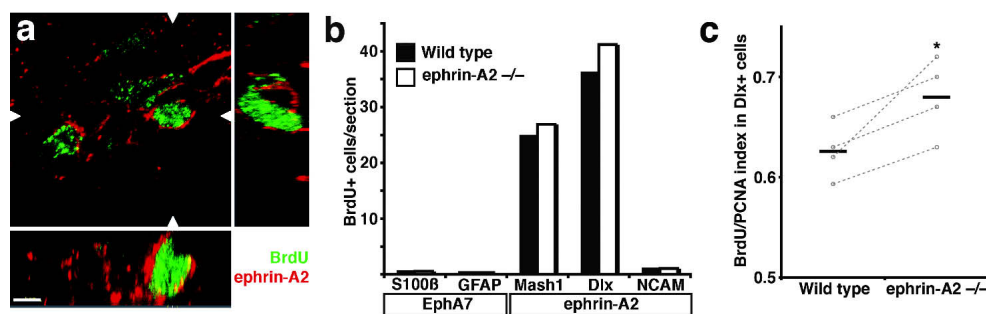 a
BrdU
ephrin-A2
b
BrdU+ cells/section
40
30
20
10
Wild type
ephrin-A2 −/−
S100ß GFAP Mash1 Dlx NCAM
EphA7 ephrin-A2
c
BrdU/PCNA index in Dlx+ cells
0.7
0.6
0.5
*
Wild type ephrin-A2 −/−